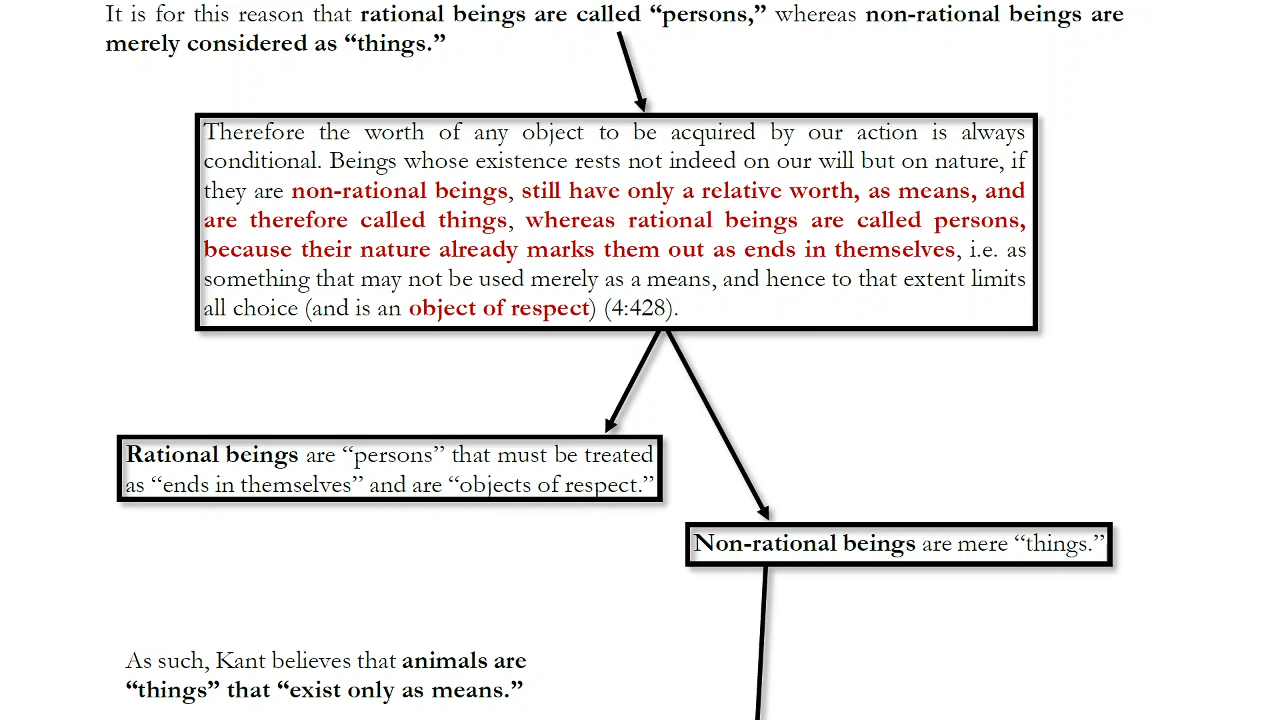 It is for this reason that rational beings are called “persons,” whereas non-rational beings are
merely considered as “things.”
Therefore the worth of any object to be acquired by our action is always
conditional. Beings whose existence rests not indeed on our will but on nature, if
they are non-rational beings, still have only a relative worth, as means, and
are therefore called things, whereas rational beings are called persons,
because their nature already marks them out as ends in themselves, i.e. as
something that may not be used merely as a means, and hence to that extent limits
all choice (and is an object of respect) (4:428).
Rational beings are “persons” that must be treated
as “ends in themselves” and are “objects of respect.”
Non-rational beings are mere “things.”
As such, Kant believes that animals are
“things” that “exist only as means.”